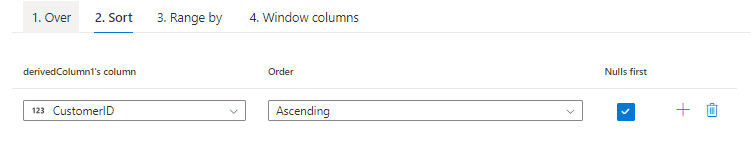 1. Over 2. Sort 3. Range by 4. Window columns
derivedColumn1's column Order Nulls first
123 CustomerID Ascending